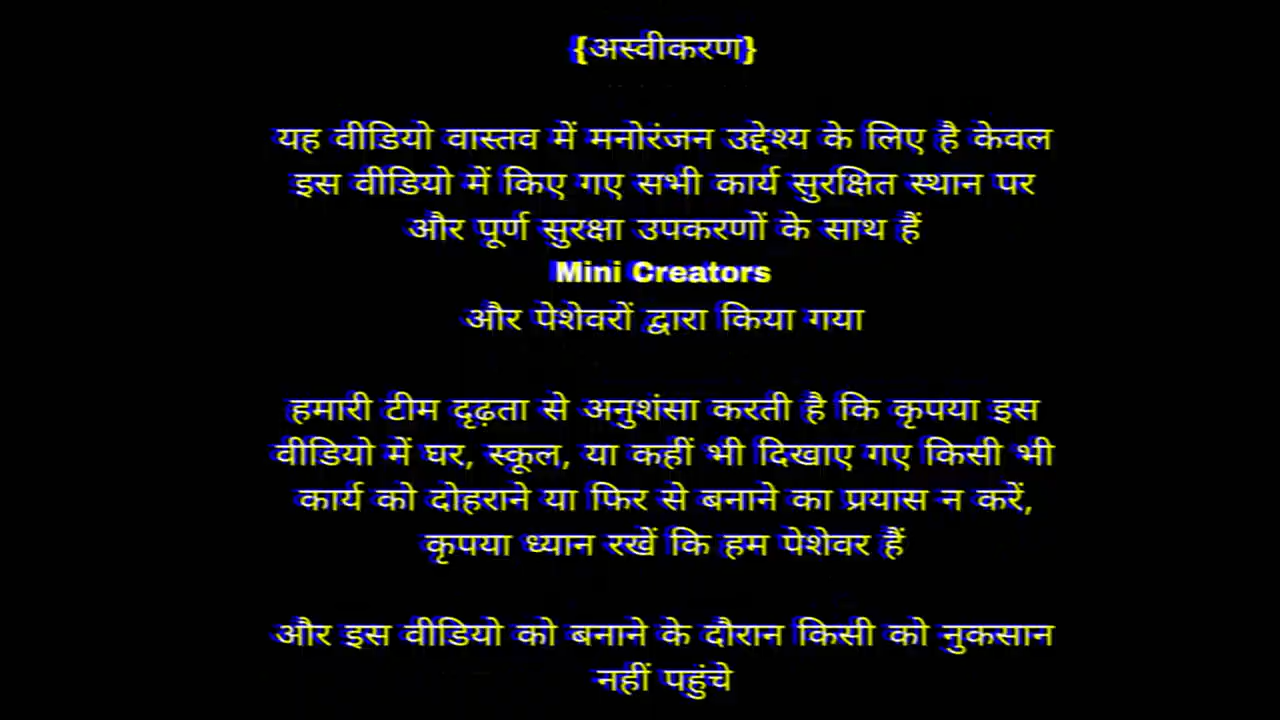 {अस्वीकरण}
यह वीडियो वास्तव में मनोरंजन उद्देश्य के लिए है केवल
इस वीडियो में किए गए सभी कार्य सुरक्षित स्थान पर
और पूर्ण सुरक्षा उपकरणों के साथ हैं
Mini Creators
और पेशेवरों द्वारा किया गया
हमारी टीम दृढ़ता से अनुशंसा करती है कि कृपया इस
वीडियो में घर, स्कूल, या कहीं भी दिखाए गए किसी भी
कार्य को दोहराने या फिर से बनाने का प्रयास न करें,
कृपया ध्यान रखें कि हम पेशेवर हैं
और इस वीडियो को बनाने के दौरान किसी को नुकसान
नहीं पहुंचे